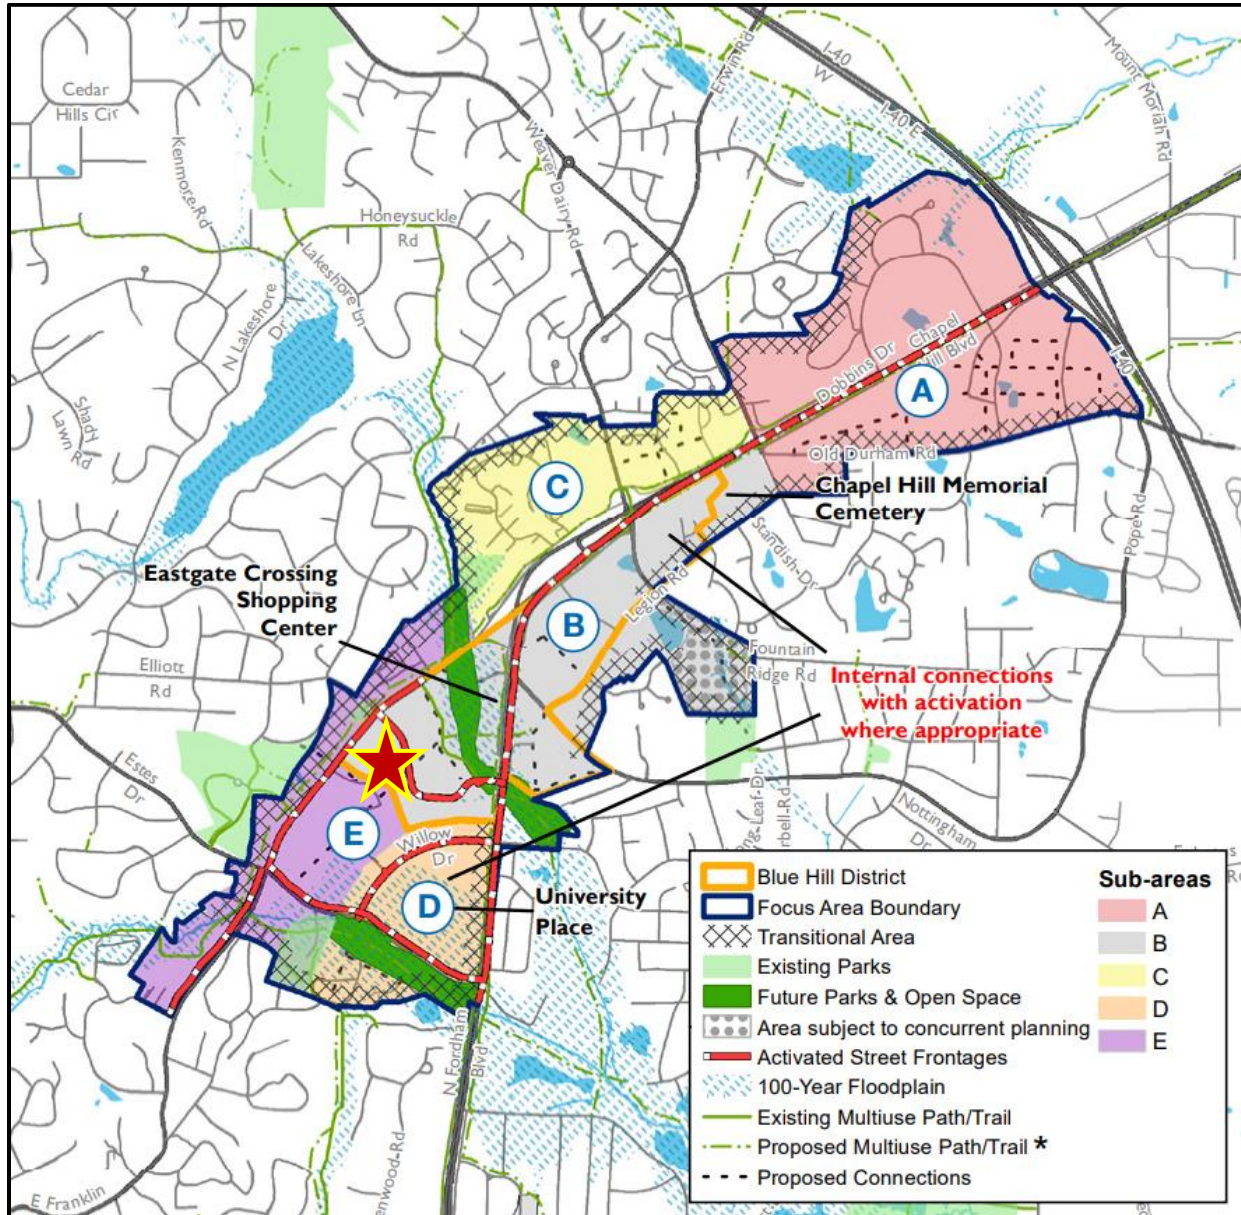 Cedar
Hills Cir
Kenmore-Rd
Honeysuckle
Rd
Lakeshore-Ln
N Lakeshore
Dr
Shady
Lawn Rd
Weaver Dairy-Rd
Erwin-Rd
I-40
W
I-40 E
Mount Moriah Rd
I-40
Dobbins Dr
Chapel
Hill Blvd
A
Old Durham Rd
C
Chapel Hill Memorial
Cemetery
Standish-Dr
Pope-Rd
Eastgate Crossing
Shopping
Center
Legion Rd
B
Fountain
Ridge Rd
Elliott
Rd
Internal connections
with activation
where appropriate
Estes
Dr
E
Willow
Dr
D
University
Place
Nottingham
Dr
N Fordham
Blvd
E Franklin
Blue Hill District
Focus Area Boundary
Transitional Area
Existing Parks
Future Parks & Open Space
Area subject to concurrent planning
Activated Street Frontages
100-Year Floodplain
Existing Multiuse Path/Trail
Proposed Multiuse Path/Trail *
Proposed Connections
Sub-areas
A
B
C
D
E